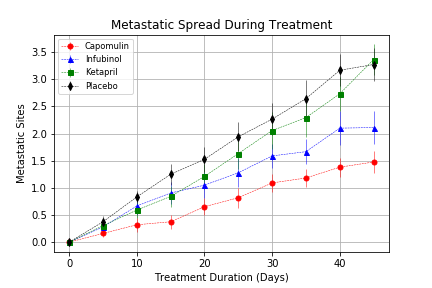 Metastatic Spread During Treatment
Capomulin
Infubinol
Ketapril
Placebo
Metastatic Sites
3.5
3.0
2.5
2.0
1.5
1.0
0.5
0.0
0 10 20 30 40
Treatment Duration (Days)